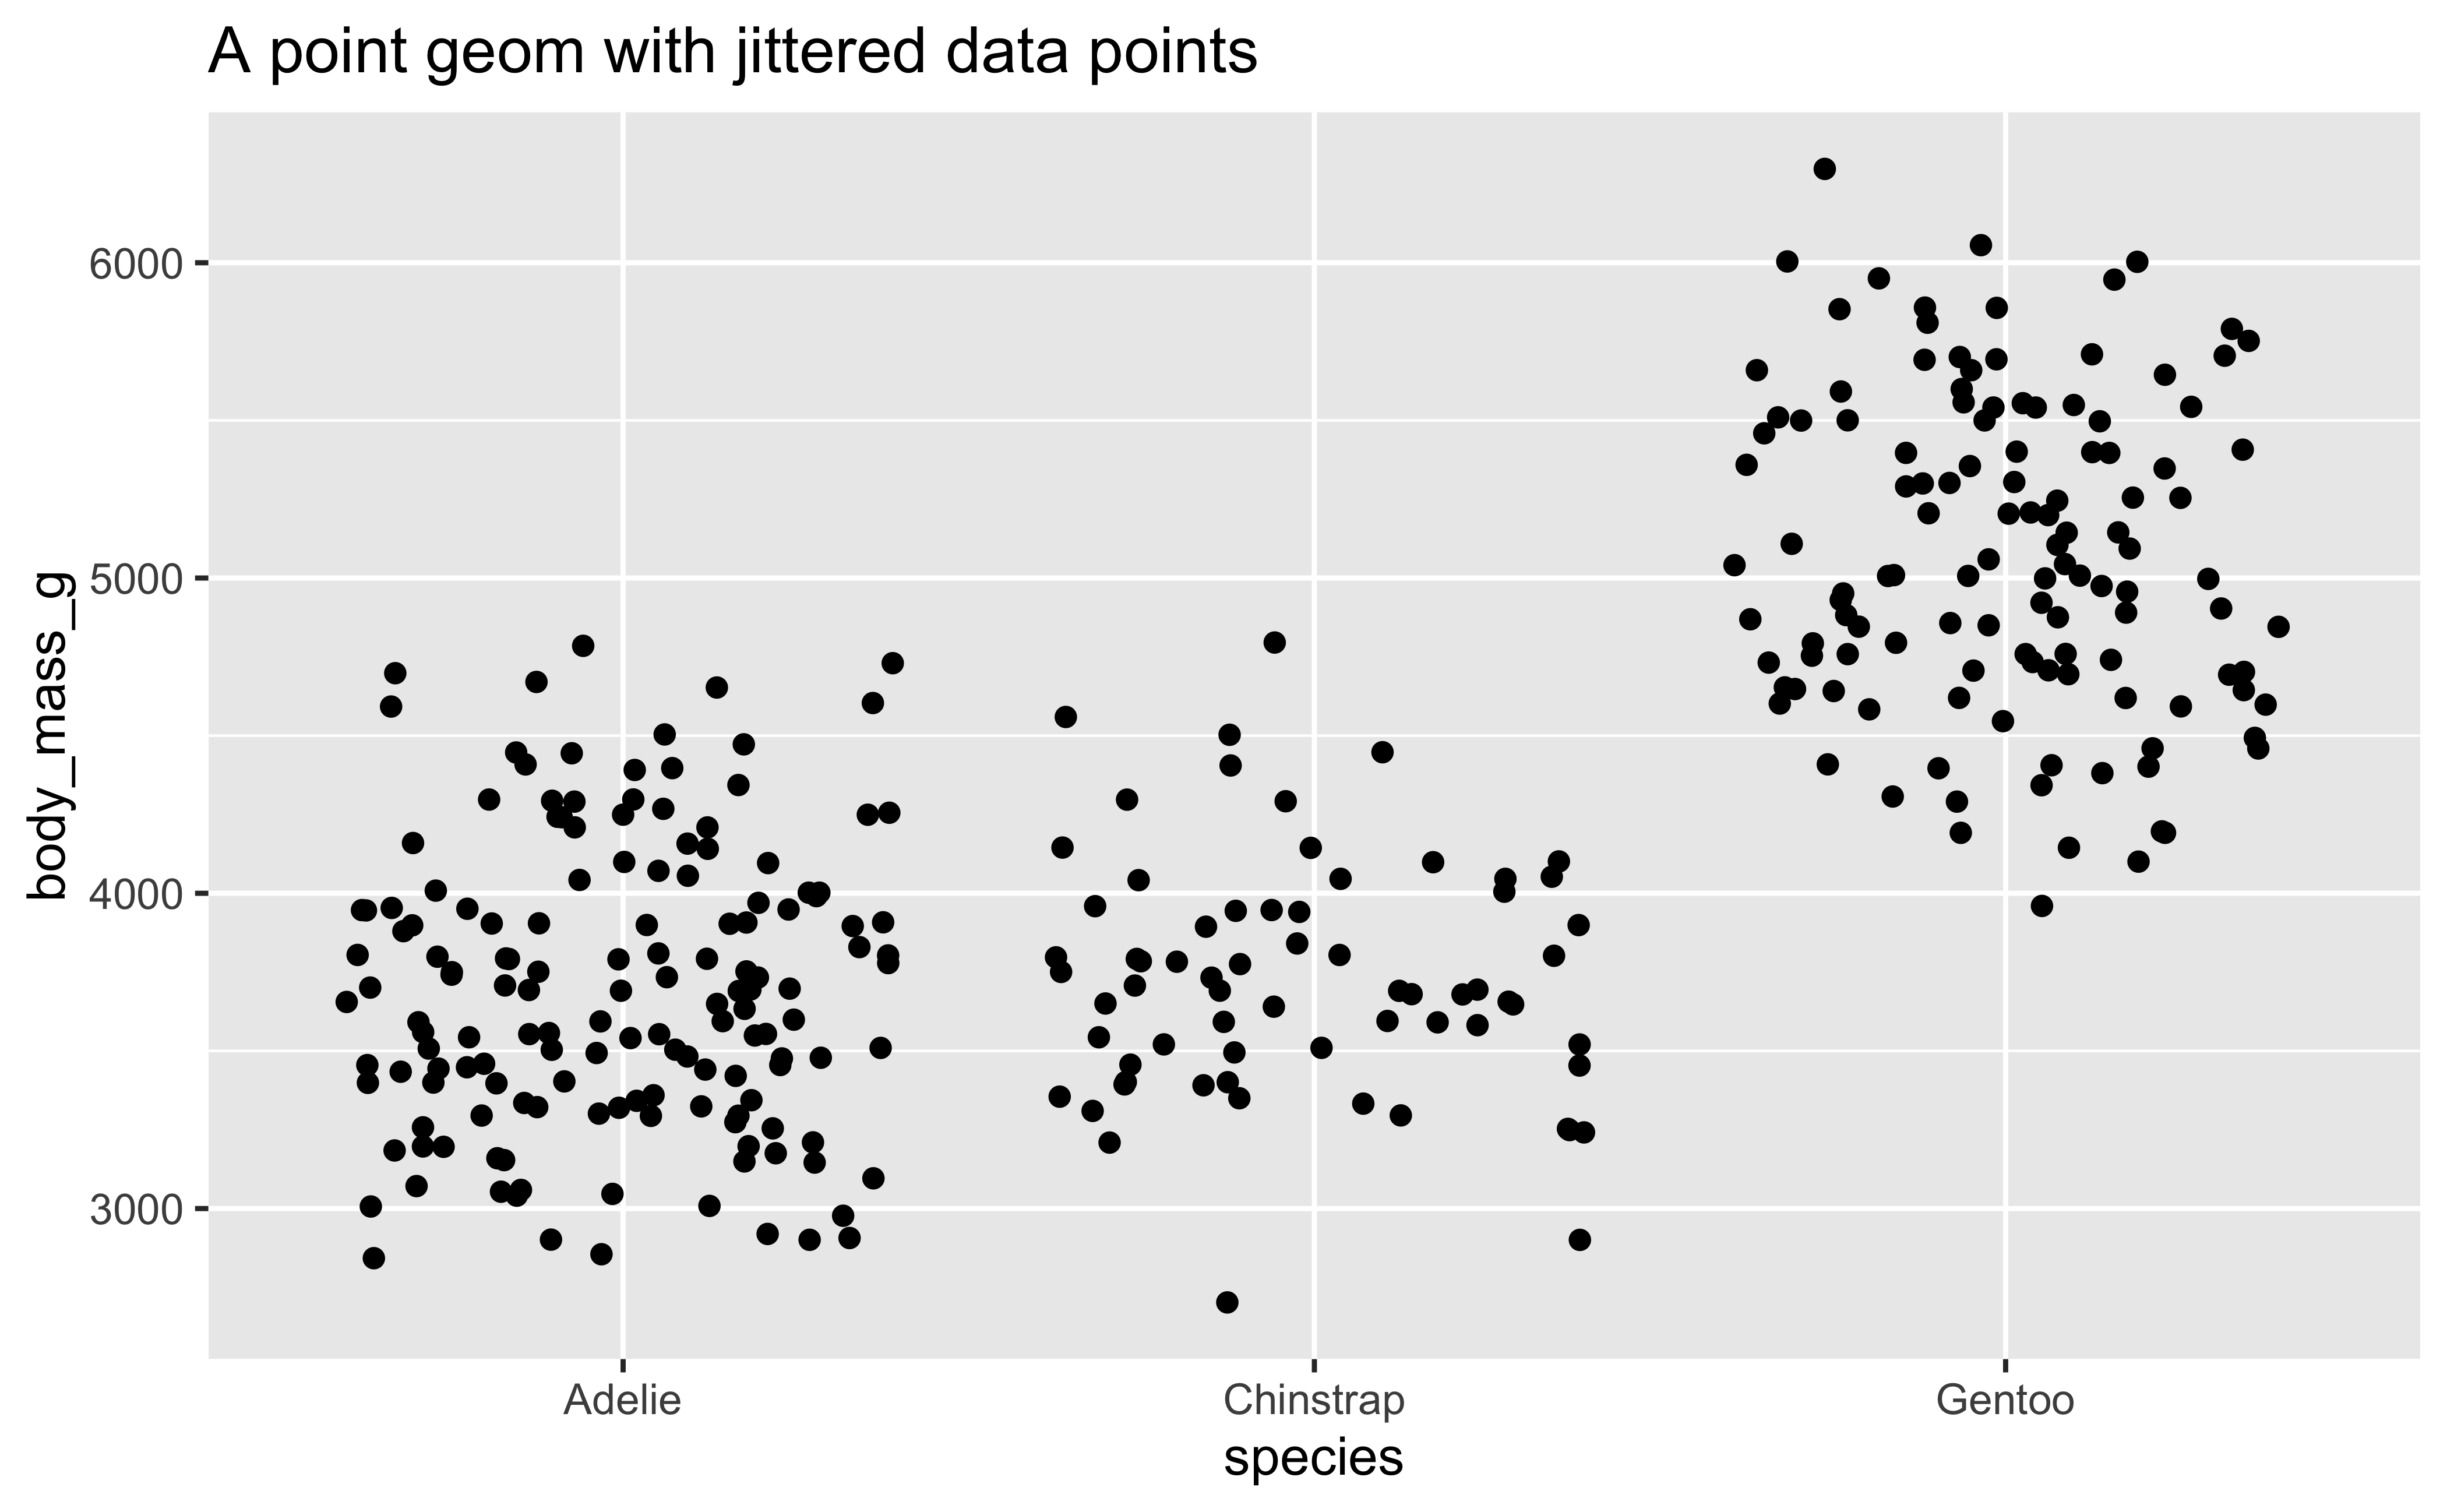 A point geom with jittered data points
body_mass_g
6000
5000
4000
3000
Adelie
Chinstrap
Gentoo
species